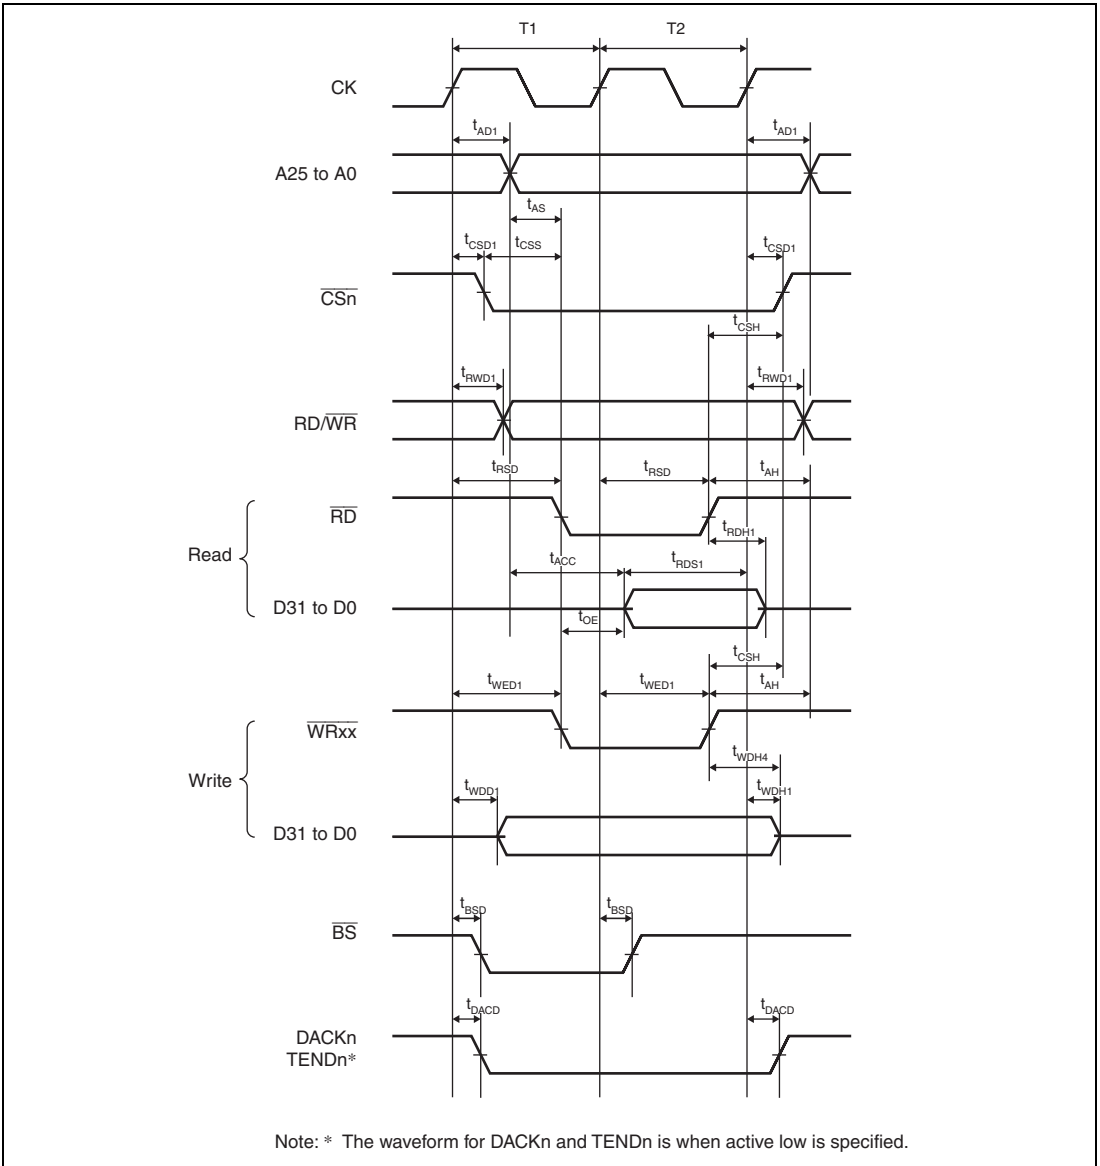 T1 T2
CK
tAD1 tAD1
A25 to A0
tAS
tCSD1 tCSS tCSD1
CSn
tCSH
tRWD1 tRWD1
RD/WR
tRSD tRSD tAH
RD
tRDH1
Read
tACC tRDS1
D31 to D0
tOE
tCSH
tWED1 tWED1 tAH
WRxx
tWDH4
Write
tWDD1 tWDH1
D31 to D0
tBSD tBSD
BS
tDACD tDACD
DACKn
TENDn*
Note: * The waveform for DACKn and TENDn is when active low is specified.